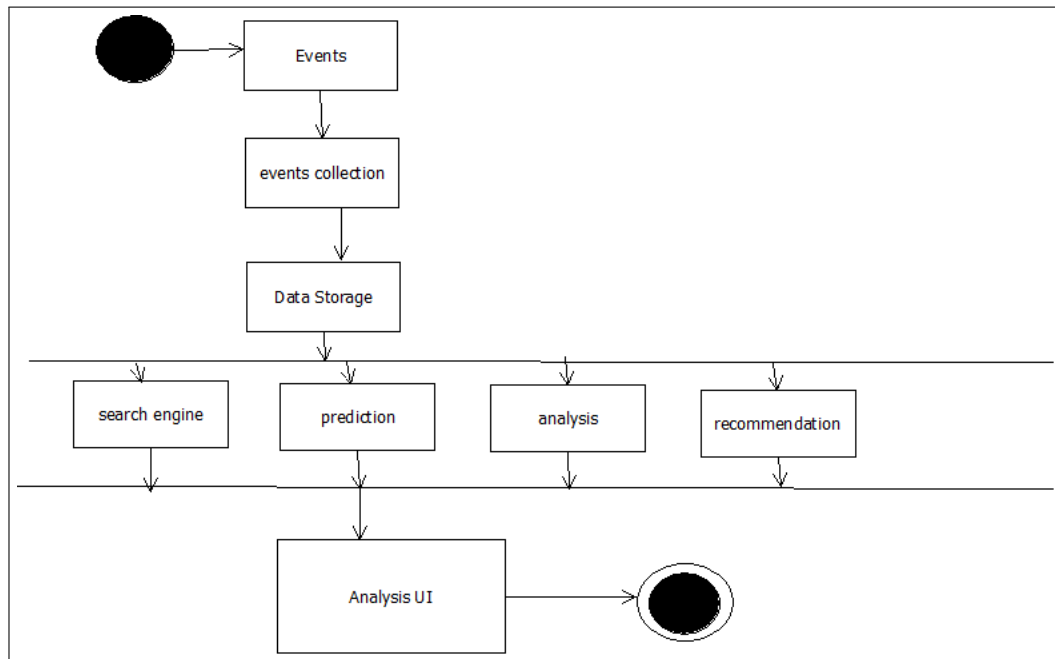 Events
events collection
Data Storage
search engine
prediction
analysis
recommendation
Analysis UI